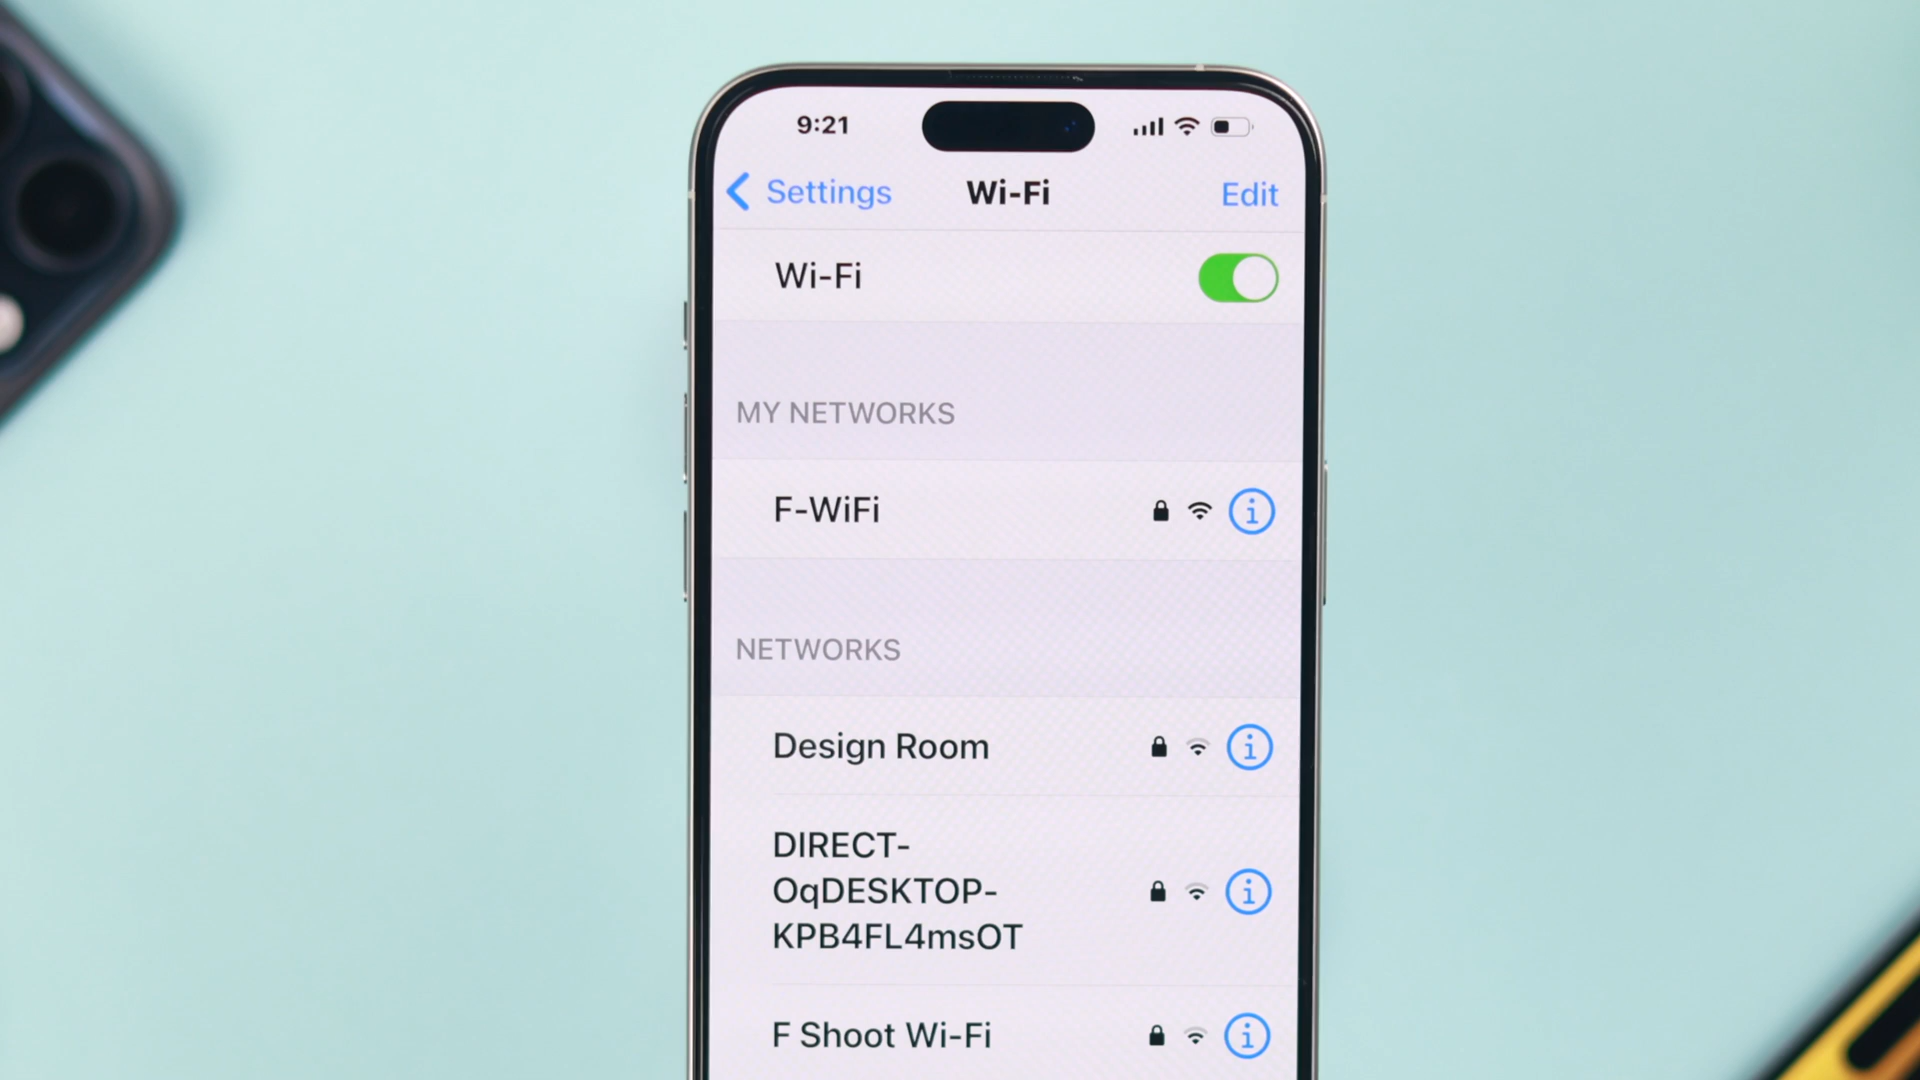 9:21
Settings Wi-Fi Edit
Wi-Fi
MY NETWORKS
F-WiFi
NETWORKS
Design Room
DIRECT-
OqDESKTOP-
KPB4FL4msOT
F Shoot Wi-Fi